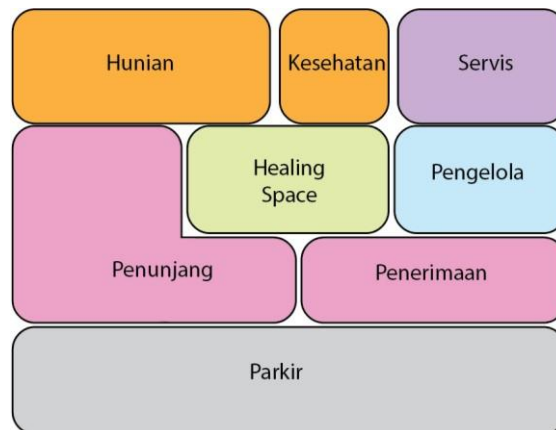 Hunian
Kesehatan
Servis
Healing
Space
Pengelola
Penunjang
Penerimaan
Parkir